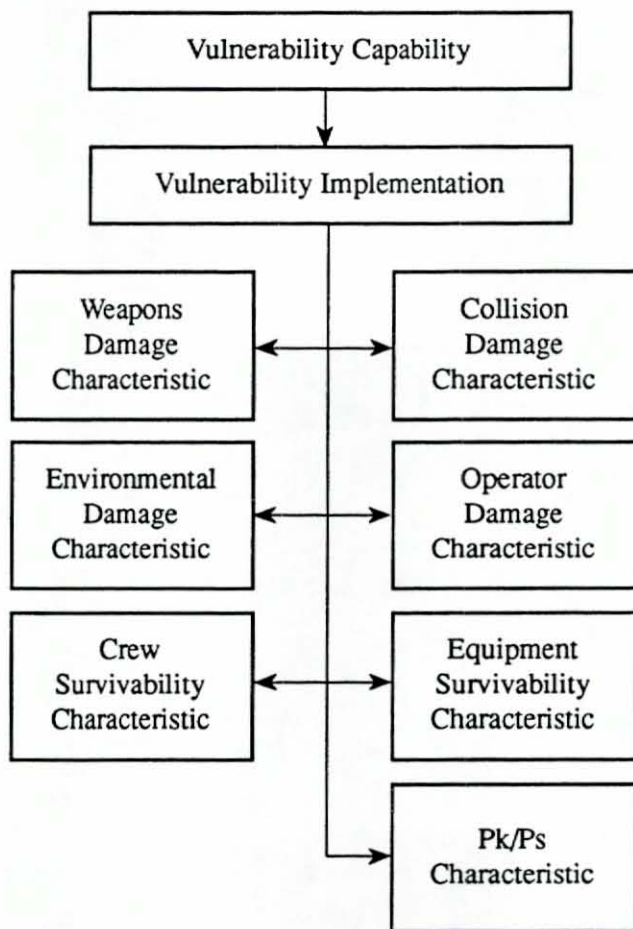 Vulnerability Capability
Vulnerability Implementation
Weapons
Damage
Characteristic
Collision
Damage
Characteristic
Environmental
Damage
Characteristic
Operator
Damage
Characteristic
Crew
Survivability
Characteristic
Equipment
Survivability
Characteristic
Pk/Ps
Characteristic